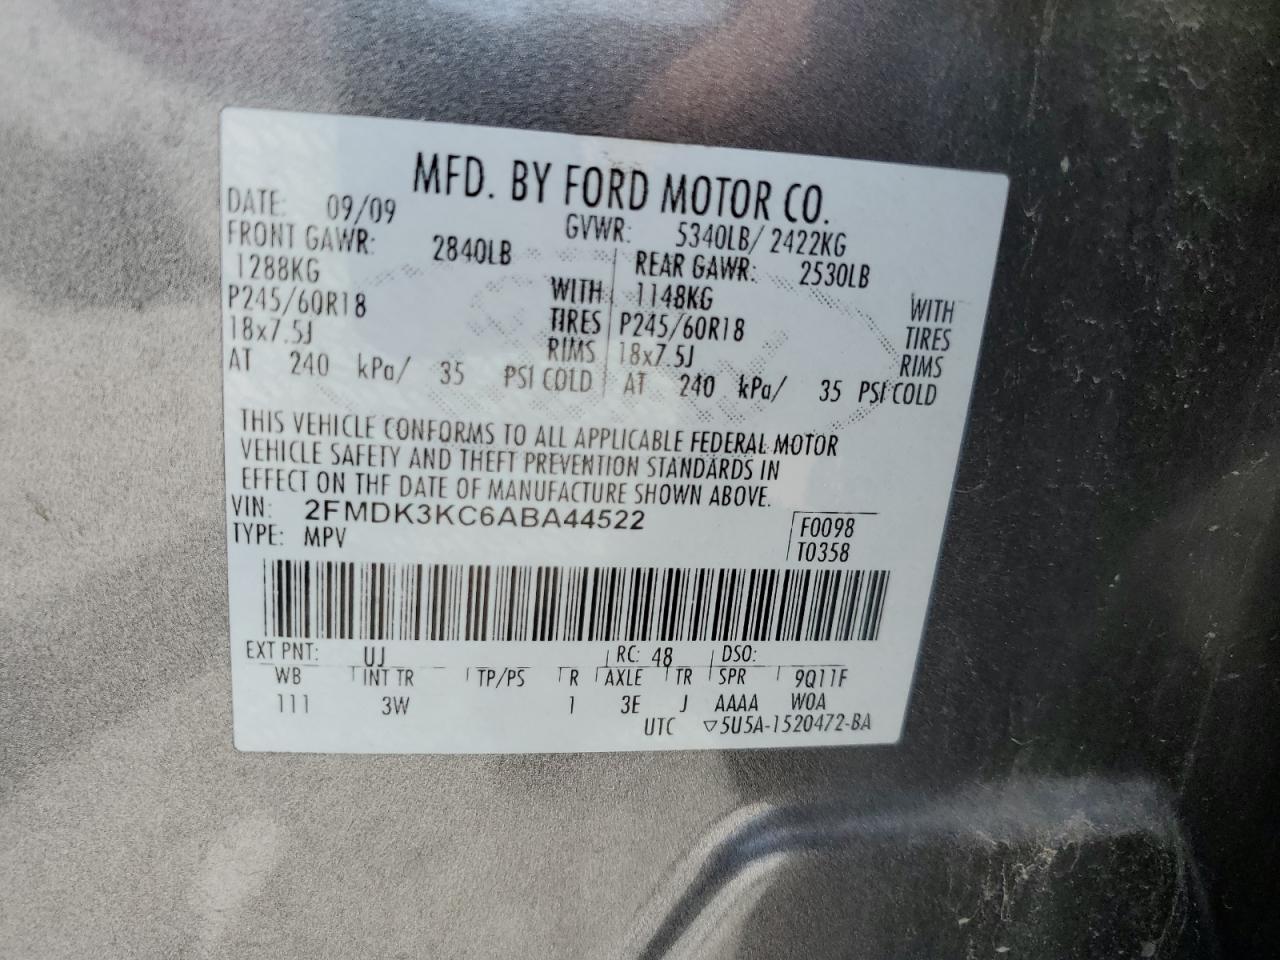 MFD. BY FORD MOTOR CO.
DATE: 09/09 GVWR: 5340LB/ 2422KG
FRONT GAWR: 2840LB REAR GAWR: 2530LB
1288KG WITH 1148KG WITH
P245/60R18 TIRES P245/60R18 TIRES
18x7.5J RIMS 18x7.5J RIMS
AT 240 kPa/ 35 PSI COLD AT 240 kPa/ 35 PSI COLD
THIS VEHICLE CONFORMS TO ALL APPLICABLE FEDERAL MOTOR
VEHICLE SAFETY AND THEFT PREVENTION STANDARDS IN
EFFECT ON THE DATE OF MANUFACTURE SHOWN ABOVE.
VIN: 2FMDK3KC6ABA44522 F0098
TYPE: MPV T0358
EXT PNT: UJ RC: 48 DSO:
WB INT TR TP/PS R AXLE TR SPR 9Q11F
111 3W 1 3E J AAAA W0A
UTC ▽5U5A-1520472-BA